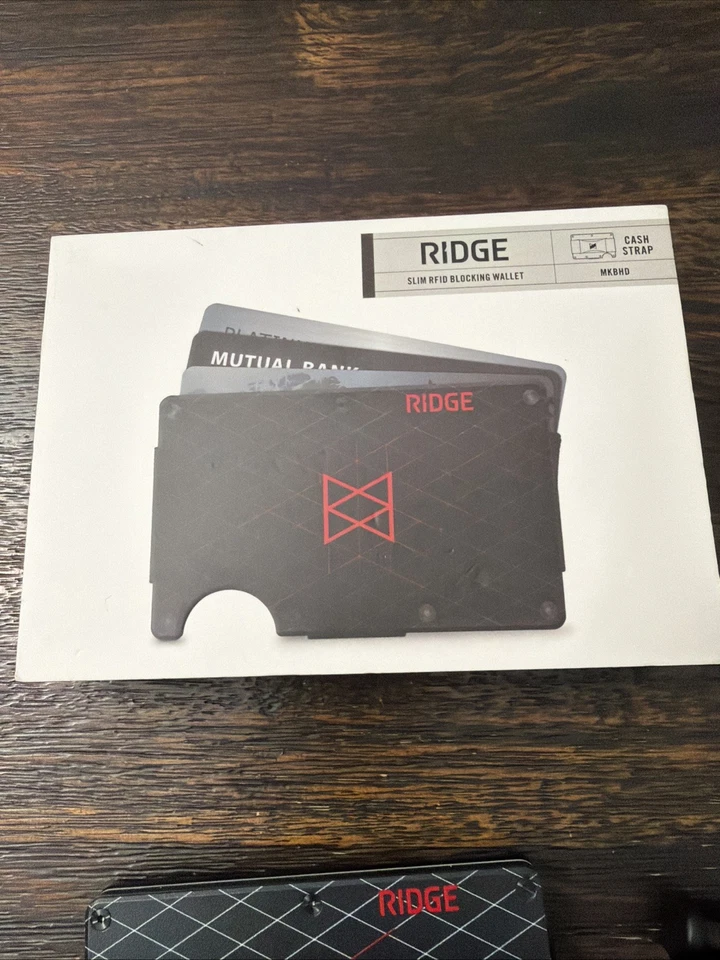 RIDGE
SLIM RFID BLOCKING WALLET
CASH
STRAP
MKBHD
MUTUAL BANK
RIDGE
RIDGE